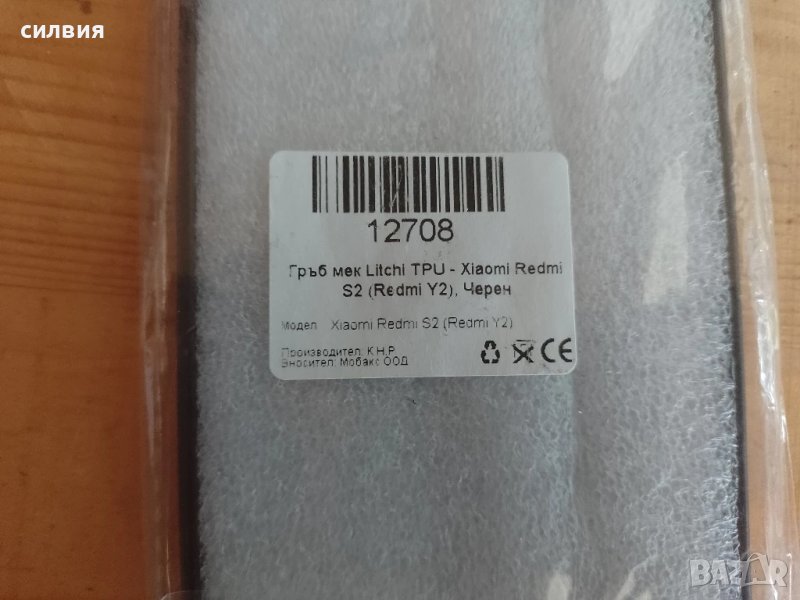 силвия
12708
Гръб мек Litchi TPU - Xiaomi Redmi
S2 (Redmi Y2), Черен
Модел: Xiaomi Redmi S2 (Redmi Y2)
Производител: К.Н.Р.
Вносител: Мобакс ООД
CE
BAZAR